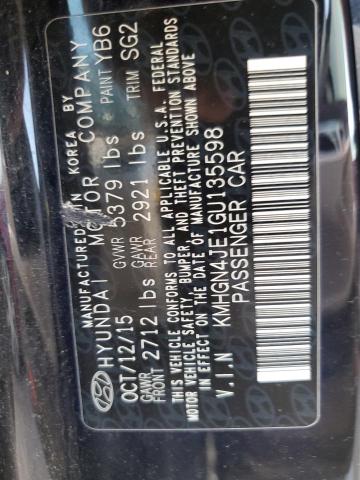 MANUFACTURED IN KOREA BY
HYUNDAI MOTOR COMPANY
OCT/12/15 GVWR 5379 lbs PAINT YB6
GAWR FRONT 2712 lbs GAWR REAR 2921 lbs TRIM SG2
THIS VEHICLE CONFORMS TO ALL APPLICABLE U.S.A. FEDERAL
MOTOR VEHICLE SAFETY, BUMPER, AND THEFT PREVENTION STANDARDS
IN EFFECT ON THE DATE OF MANUFACTURE SHOWN ABOVE.
V.I.N KMHGN4JE1GU135598
PASSENGER CAR